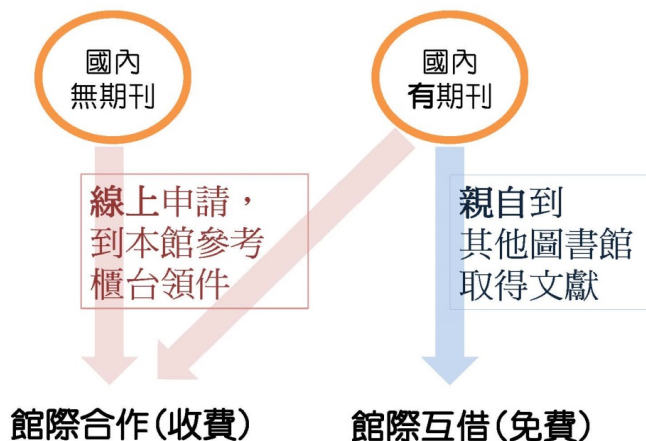 國內
無期刊
國內
有期刊
線上申請，
到本館參考
櫃台領件
親自到
其他圖書館
取得文獻
館際合作(收費)
館際互借(免費)